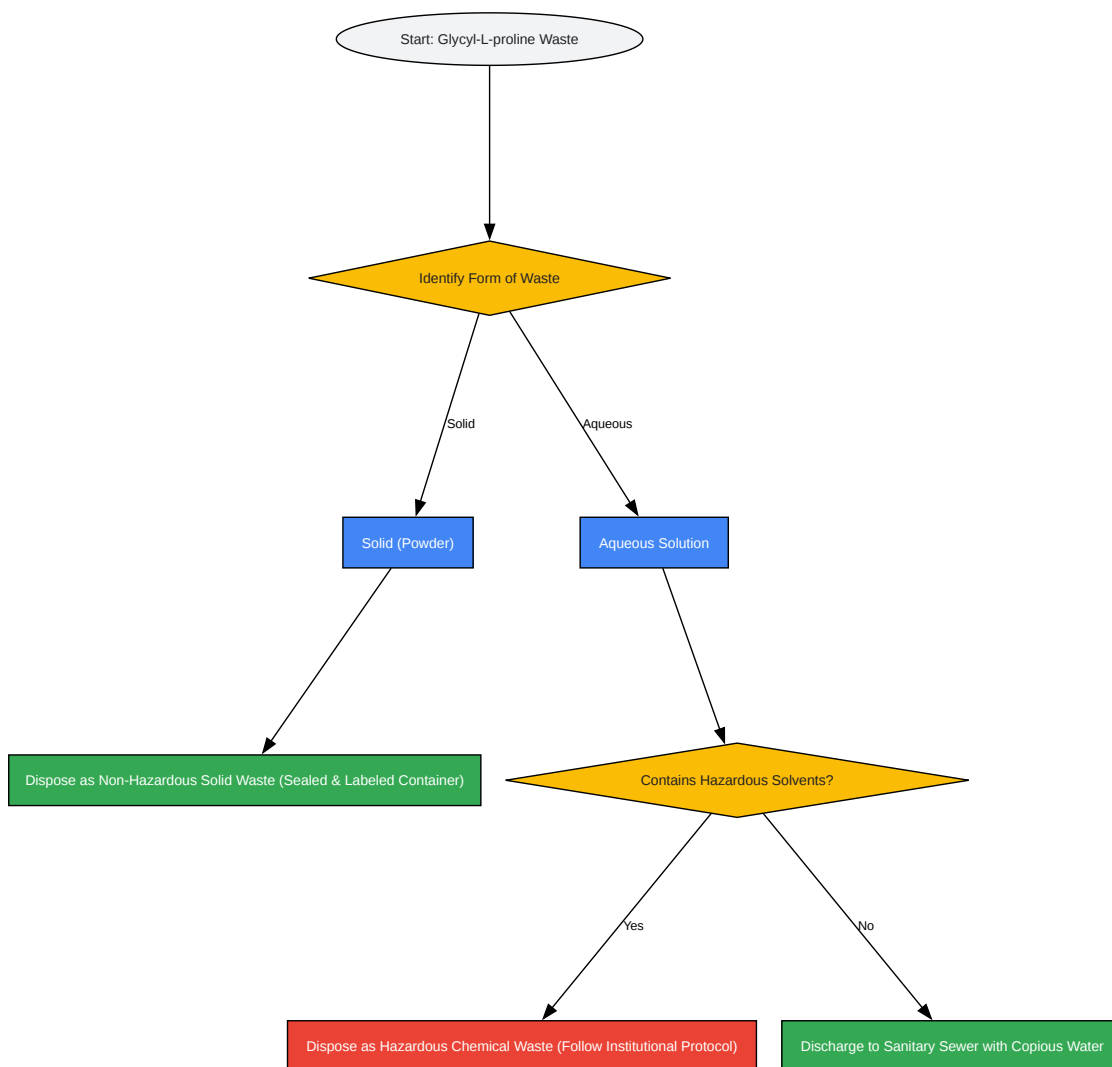 Start: Glycyl-L-proline Waste
Identify Form of Waste
Solid
Aqueous
Solid (Powder)
Aqueous Solution
Dispose as Non-Hazardous Solid Waste (Sealed & Labeled Container)
Contains Hazardous Solvents?
Yes
No
Dispose as Hazardous Chemical Waste (Follow Institutional Protocol)
Discharge to Sanitary Sewer with Copious Water